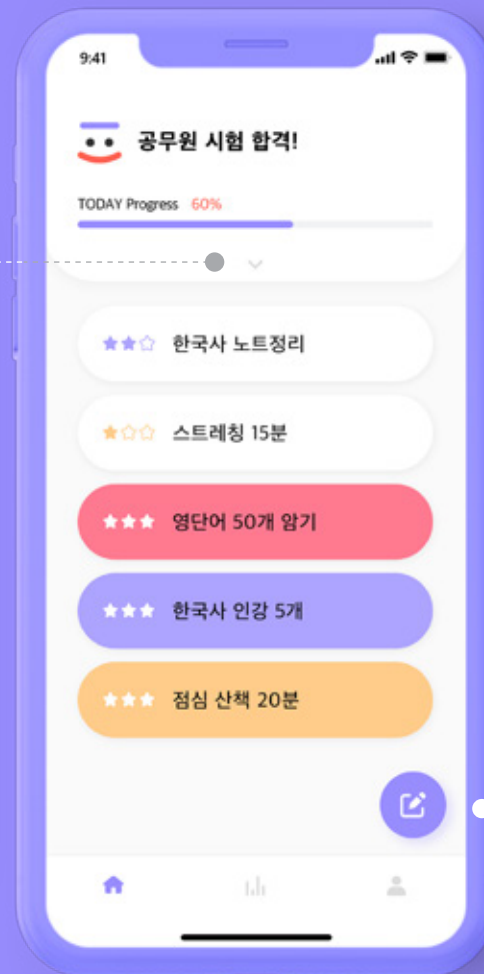 9:41
공무원 시험 합격!
TODAY Progress 60%
한국사 노트정리
스트레칭 15분
영단어 50개 암기
한국사 인강 5개
점심 산책 20분